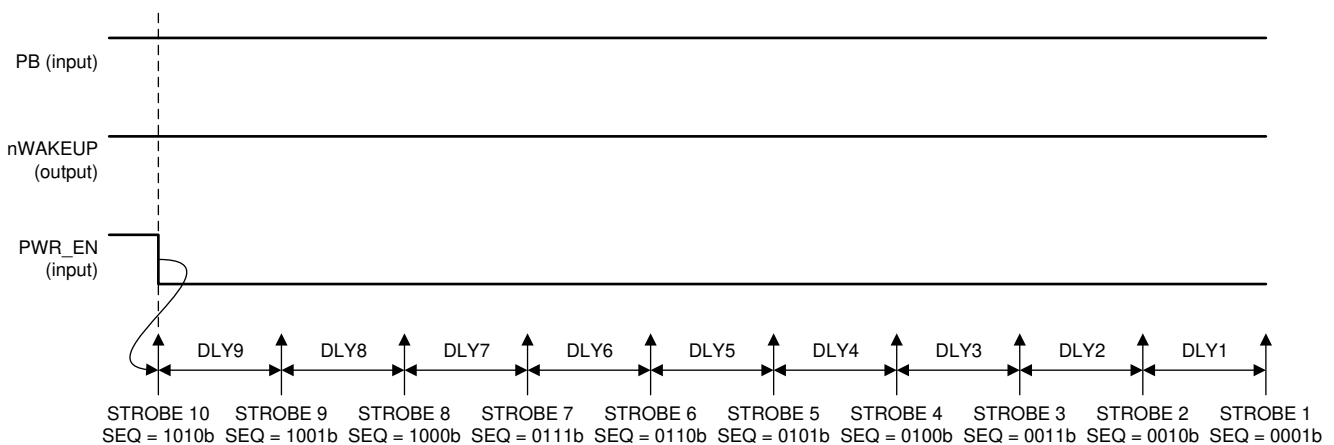 PB (input)
nWAKEUP
(output)
PWR_EN
(input)
DLY9 DLY8 DLY7 DLY6 DLY5 DLY4 DLY3 DLY2 DLY1
STROBE 10 STROBE 9 STROBE 8 STROBE 7 STROBE 6 STROBE 5 STROBE 4 STROBE 3 STROBE 2 STROBE 1
SEQ = 1010b SEQ = 1001b SEQ = 1000b SEQ = 0111b SEQ = 0110b SEQ = 0101b SEQ = 0100b SEQ = 0011b SEQ = 0010b SEQ = 0001b